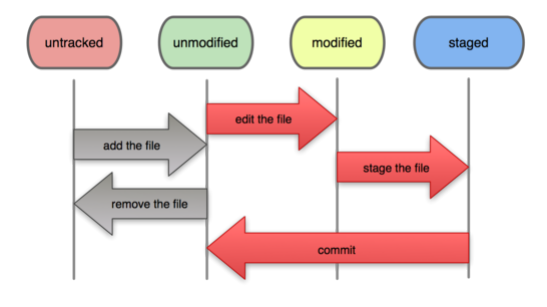 untracked
unmodified
modified
staged
edit the file
add the file
stage the file
remove the file
commit